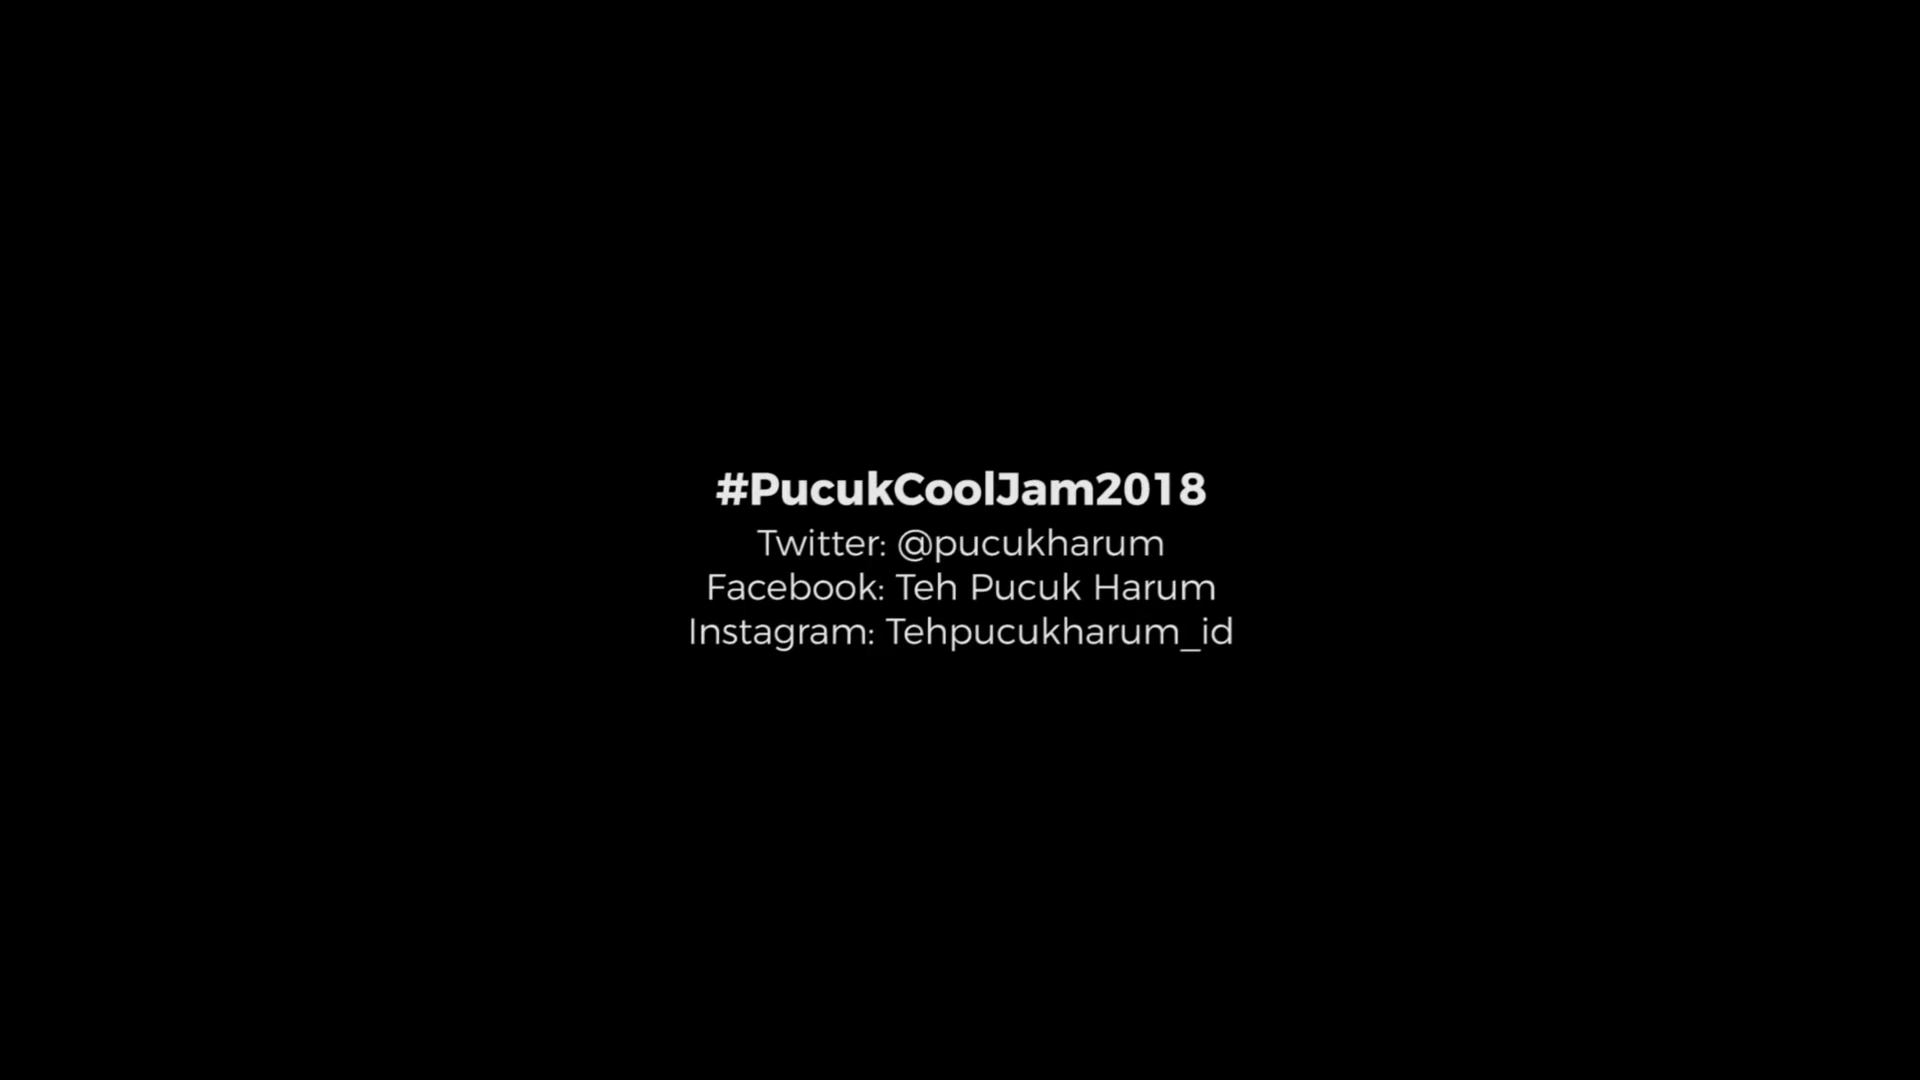 #PucukCoolJam2018
Twitter: @pucukharum
Facebook: Teh Pucuk Harum
Instagram: Tehpucukharum_id